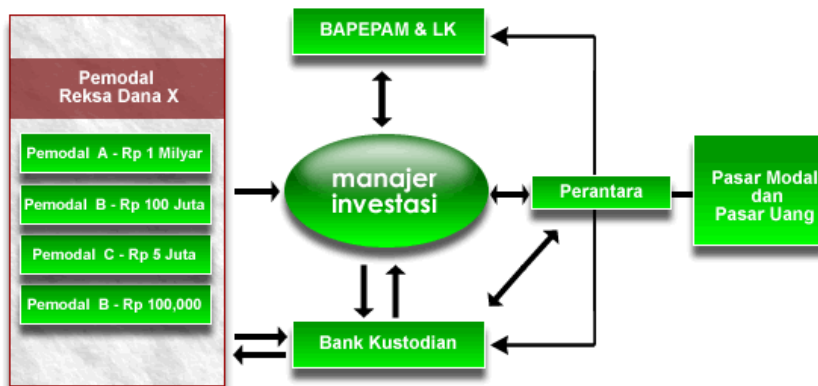 BAPEPAM & LK
Pemodal
Reksa Dana X
Pemodal A - Rp 1 Milyar
Pemodal B - Rp 100 Juta
Pemodal C - Rp 5 Juta
Pemodal B - Rp 100,000
manajer
investasi
Perantara
Pasar Modal
dan
Pasar Uang
Bank Kustodian